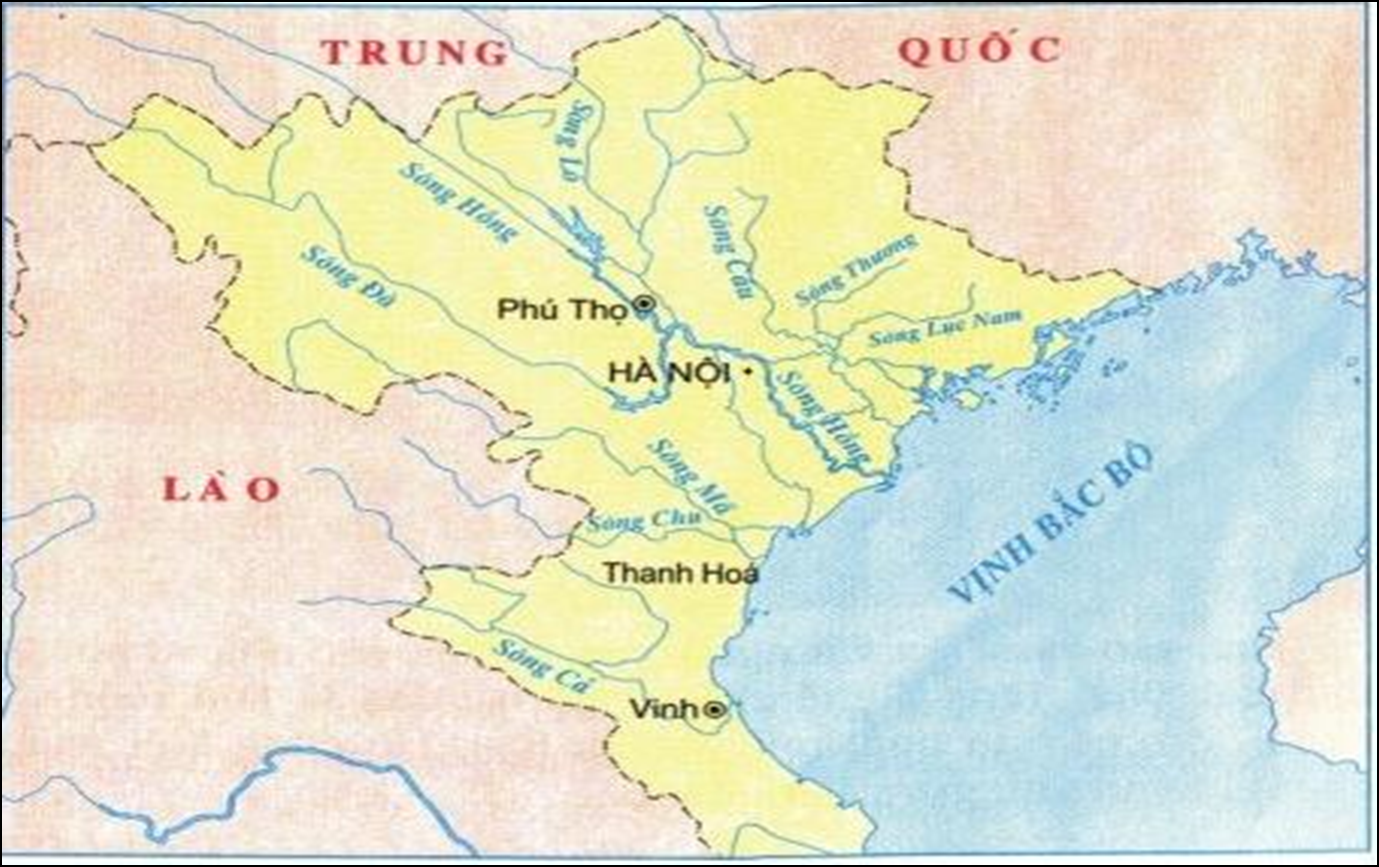 TRUNG QUỐC
Sông Lô
Sông Hồng
Sông Cầu
Sông Thương
Sông Đà
Phú Thọ
Sông Lục Nam
HÀ NỘI
Sông Hồng
Sông Mã
LÀO
VỊNH BẮC BỘ
Sông Chu
Thanh Hoá
Sông Cả
Vinh